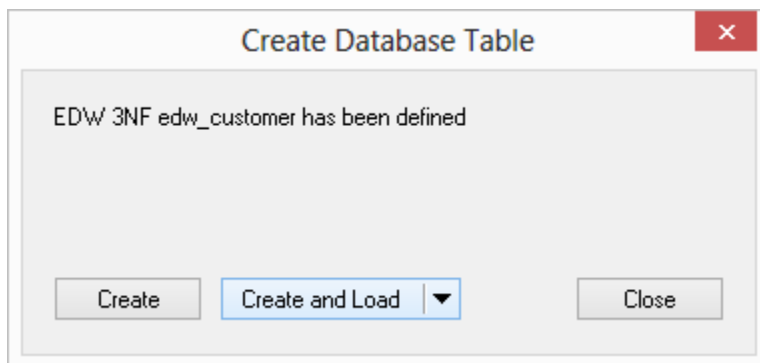 Create Database Table
EDW 3NF edw_customer has been defined
Create
Create and Load
Close